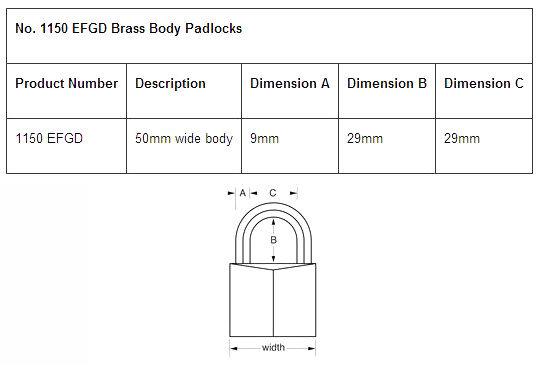 No. 1150 EFGD Brass Body Padlocks
Product Number Description Dimension A Dimension B Dimension C
1150 EFGD 50mm wide body 9mm 29mm 29mm
A C
B
width